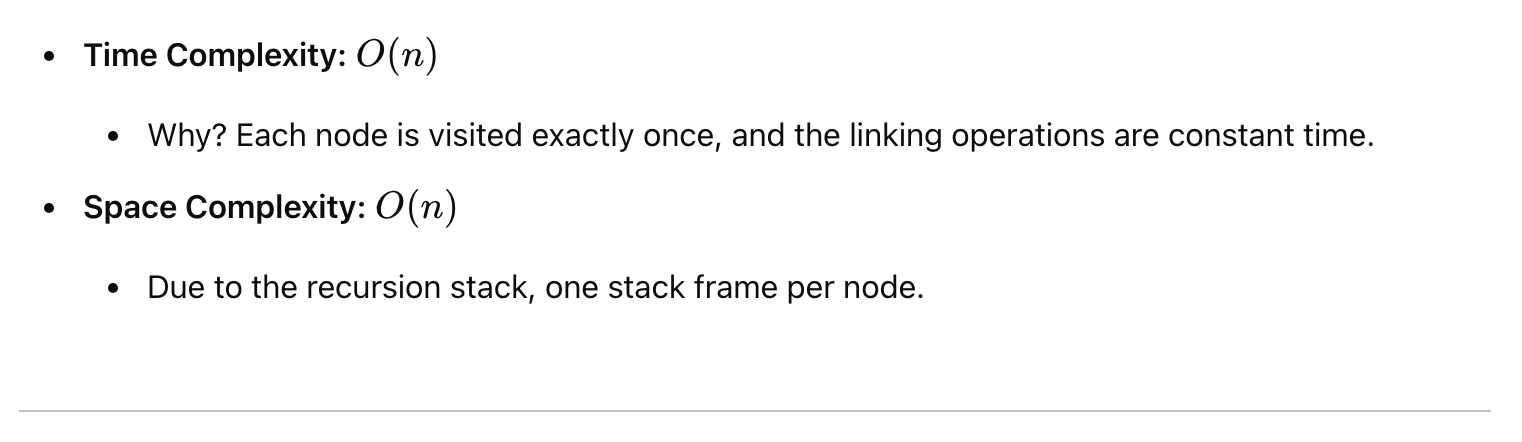 • Time Complexity: O(n)
• Why? Each node is visited exactly once, and the linking operations are constant time.
• Space Complexity: O(n)
• Due to the recursion stack, one stack frame per node.